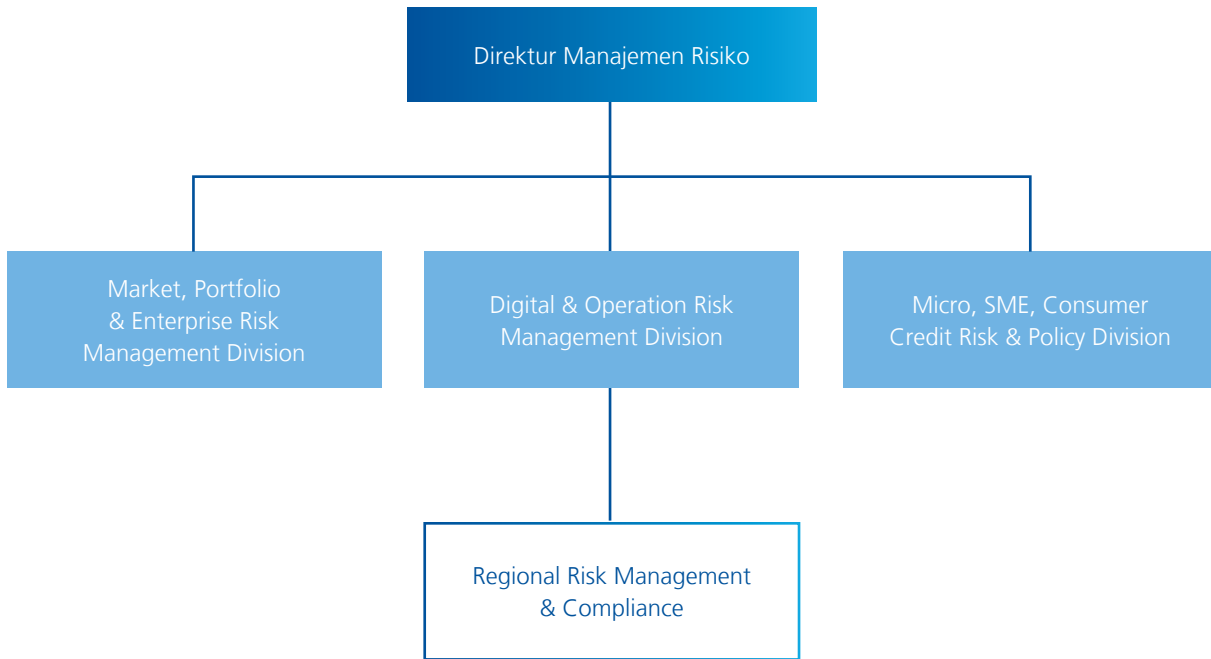 Direktur Manajemen Risiko
Market, Portfolio
& Enterprise Risk
Management Division
Digital & Operation Risk
Management Division
Micro, SME, Consumer
Credit Risk & Policy Division
Regional Risk Management
& Compliance